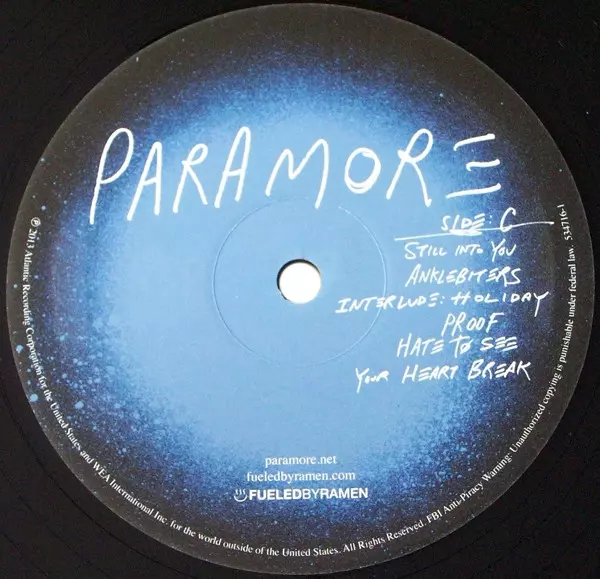 PARAMORE
SIDE: C
STILL INTO YOU
ANKLEBITERS
INTERLUDE: HOLIDAY
PROOF
HATE TO SEE
YOUR HEART BREAK
paramore.net
fueledbyramen.com
FUELEDBYRAMEN
℗ 2013 Atlantic Recording Corporation for the United States and WEA International Inc. for the world outside of the United States. All Rights Reserved. FBI Anti-Piracy Warning: Unauthorized copying is punishable under federal law. 534716-1